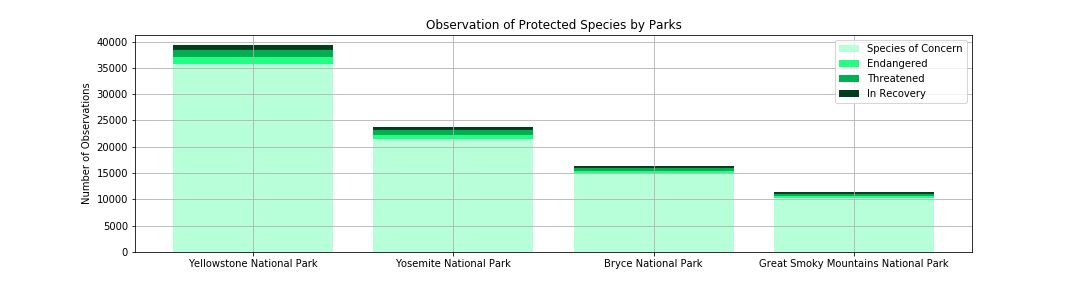 Observation of Protected Species by Parks
Number of Observations
40000
35000
30000
25000
20000
15000
10000
5000
0
Species of Concern
Endangered
Threatened
In Recovery
Yellowstone National Park
Yosemite National Park
Bryce National Park
Great Smoky Mountains National Park